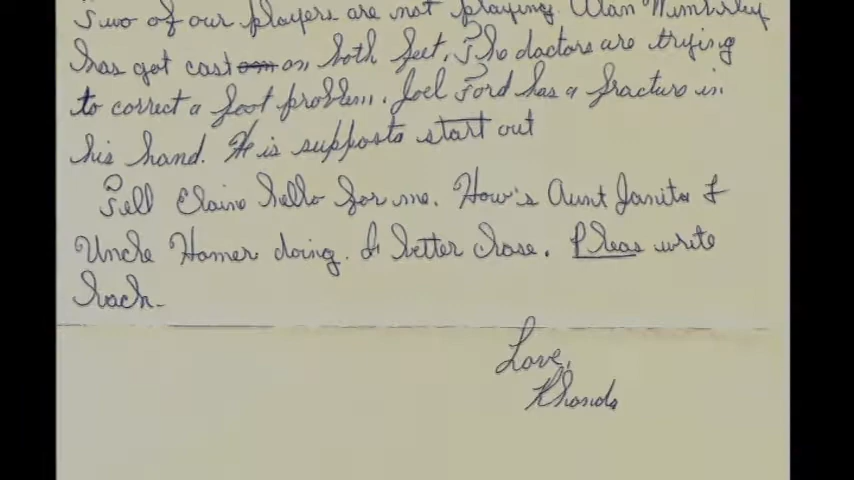 Two of our players are not playing. Alan Wimberley
has got cast on both feet. The doctors are trying
to correct a foot problem. Joel Ford has a fracture in
his hand. He is supposto start out
Tell Elaine hello for me. How's Aunt Janita &
Uncle Homer doing. I better close. Pleas write
back.
Love,
Rhonda